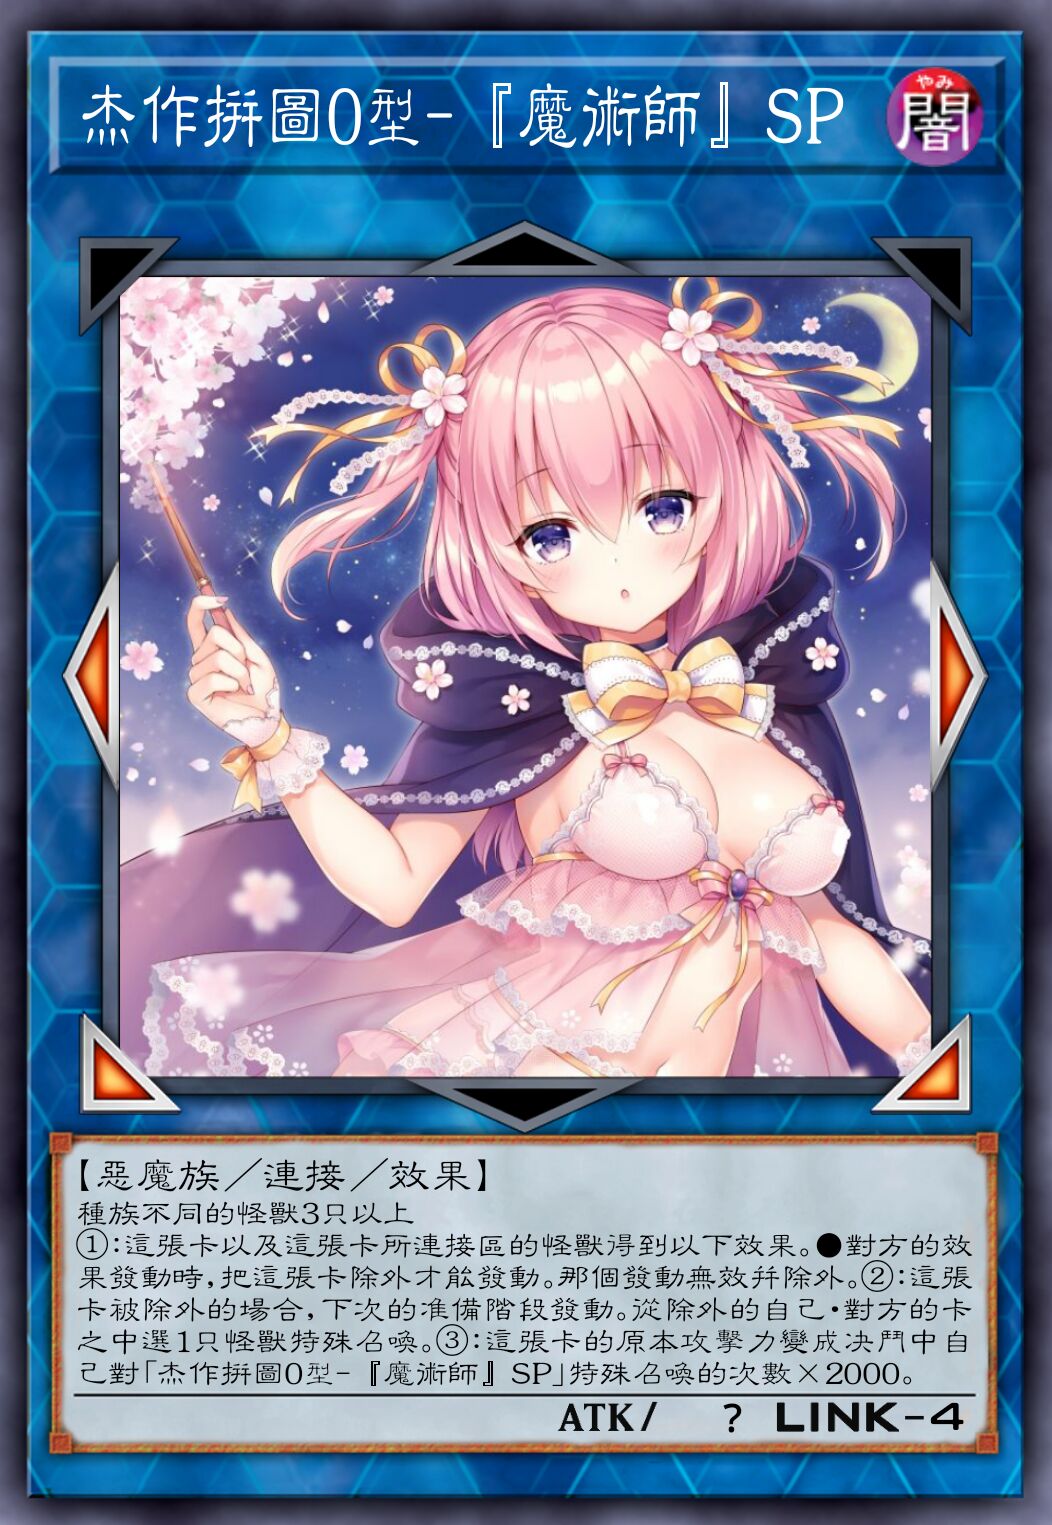 杰作拼圖0型-『魔術師』SP
やみ
闇
【惡魔族／連接／效果】
種族不同的怪獸3只以上
①：這張卡以及這張卡所連接區的怪獸得到以下效果。●對方的效
果發動時，把這張卡除外才能發動。那個發動無效并除外。②：這張
卡被除外的場合，下次的准備階段發動。從除外的自己・對方的卡
之中選1只怪獸特殊召喚。③：這張卡的原本攻擊力變成決鬥中自
己對「杰作拼圖0型-『魔術師』SP」特殊召喚的次數×2000。
ATK/ ? LINK-4